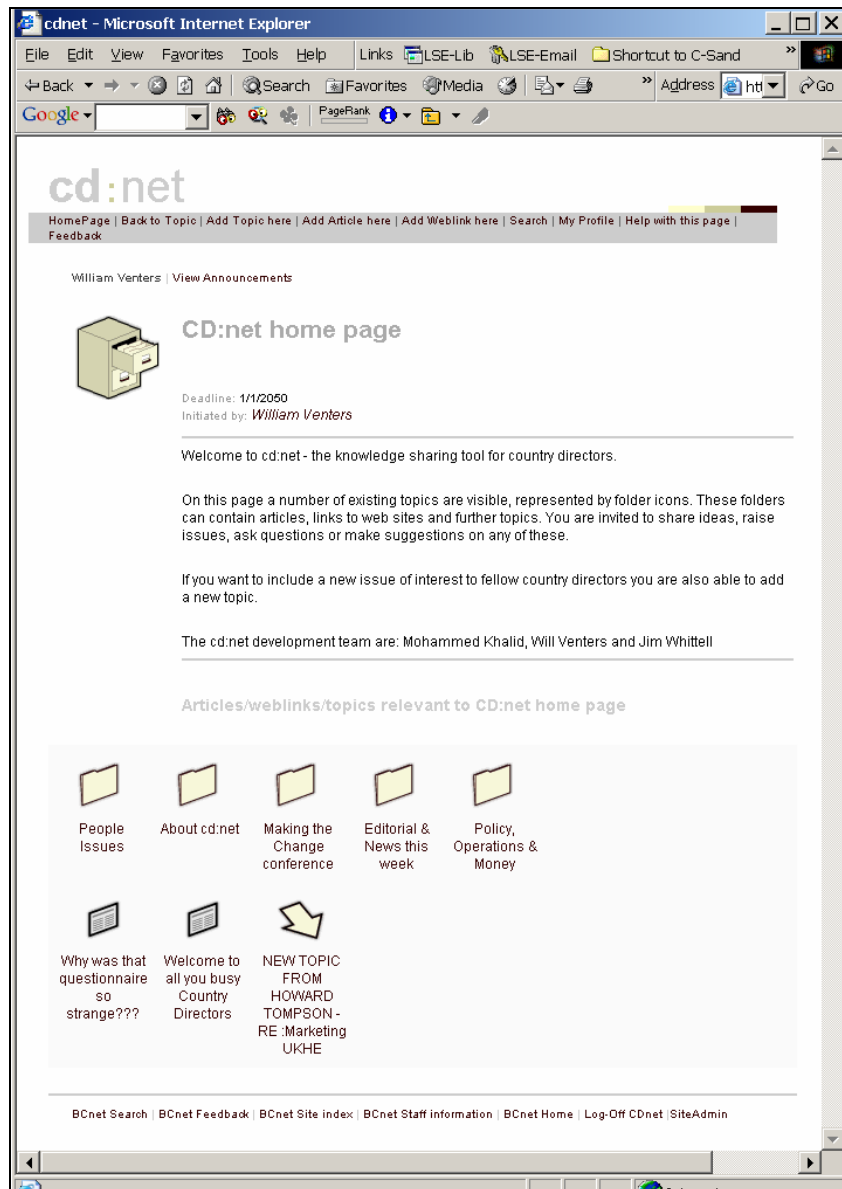 cdnet - Microsoft Internet Explorer
File Edit View Favorites Tools Help Links LSE-Lib LSE-Email Shortcut to C-Sand »
Back Search Favorites Media » Address Go
Google PageRank
cd:net
HomePage | Back to Topic | Add Topic here | Add Article here | Add Weblink here | Search | My Profile | Help with this page |
Feedback
William Venters | View Announcements
CD:net home page
Deadline: 1/1/2050
Initiated by: William Venters
Welcome to cd:net - the knowledge sharing tool for country directors.
On this page a number of existing topics are visible, represented by folder icons. These folders
can contain articles, links to web sites and further topics. You are invited to share ideas, raise
issues, ask questions or make suggestions on any of these.
If you want to include a new issue of interest to fellow country directors you are also able to add
a new topic.
The cd:net development team are: Mohammed Khalid, Will Venters and Jim Whittell
Articles/weblinks/topics relevant to CD:net home page
People
Issues
About cd:net
Making the
Change
conference
Editorial &
News this
week
Policy,
Operations &
Money
Why was that
questionnaire
so
strange???
Welcome to
all you busy
Country
Directors
NEW TOPIC
FROM
HOWARD
TOMPSON -
RE :Marketing
UKHE
BCnet Search | BCnet Feedback | BCnet Site index | BCnet Staff information | BCnet Home | Log-Off CDnet |SiteAdmin